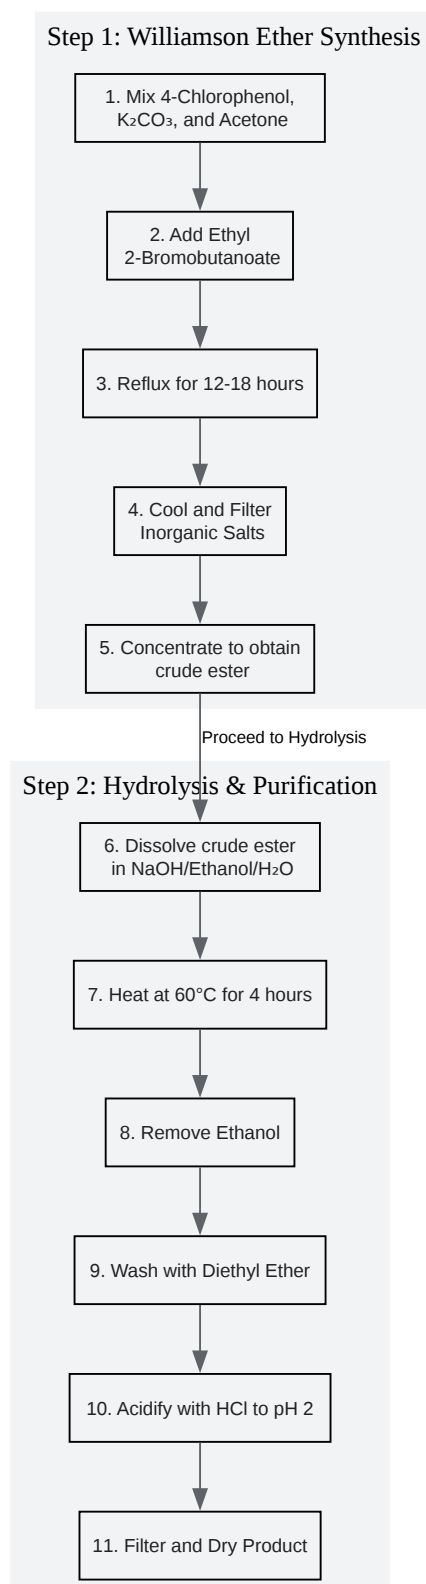 Step 1: Williamson Ether Synthesis
1. Mix 4-Chlorophenol,
K₂CO₃, and Acetone
2. Add Ethyl
2-Bromobutanoate
3. Reflux for 12-18 hours
4. Cool and Filter
Inorganic Salts
5. Concentrate to obtain
crude ester
Proceed to Hydrolysis
Step 2: Hydrolysis & Purification
6. Dissolve crude ester
in NaOH/Ethanol/H₂O
7. Heat at 60°C for 4 hours
8. Remove Ethanol
9. Wash with Diethyl Ether
10. Acidify with HCl to pH 2
11. Filter and Dry Product